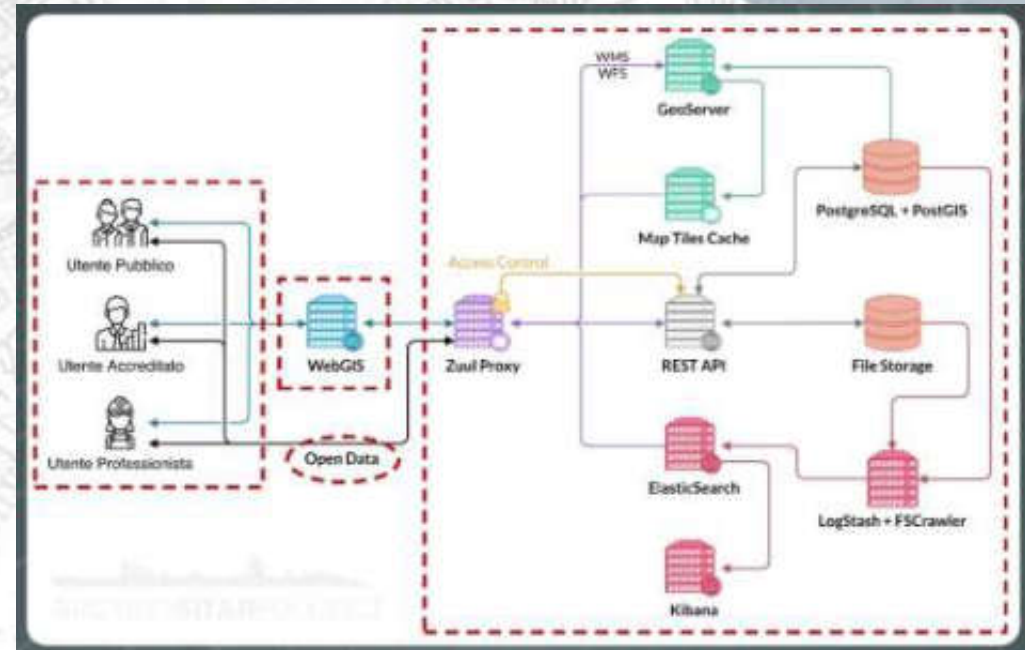 WMS
WFS
GeoServer
PostgreSQL + PostGIS
Map Tiles Cache
Utente Pubblico
Access Control
Utente Accreditato
WebGIS
Zuul Proxy
REST API
File Storage
Utente Professionista
Open Data
ElasticSearch
LogStash + FSCrawler
Kibana